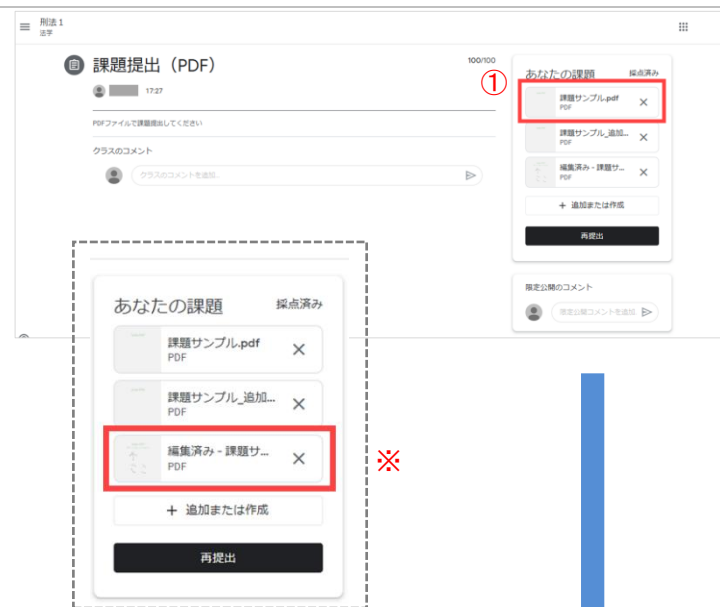 刑法 1
法学
課題提出（PDF）
100/100
17:27
PDFファイルで課題提出してください
クラスのコメント
クラスのコメントを追加…
①
あなたの課題
採点済み
課題サンプル.pdf
PDF
課題サンプル_追加...
PDF
編集済み - 課題サ...
PDF
+ 追加または作成
再提出
限定公開のコメント
限定公開コメントを追加
あなたの課題
採点済み
課題サンプル.pdf
PDF
課題サンプル_追加...
PDF
編集済み - 課題サ...
PDF
※
+ 追加または作成
再提出